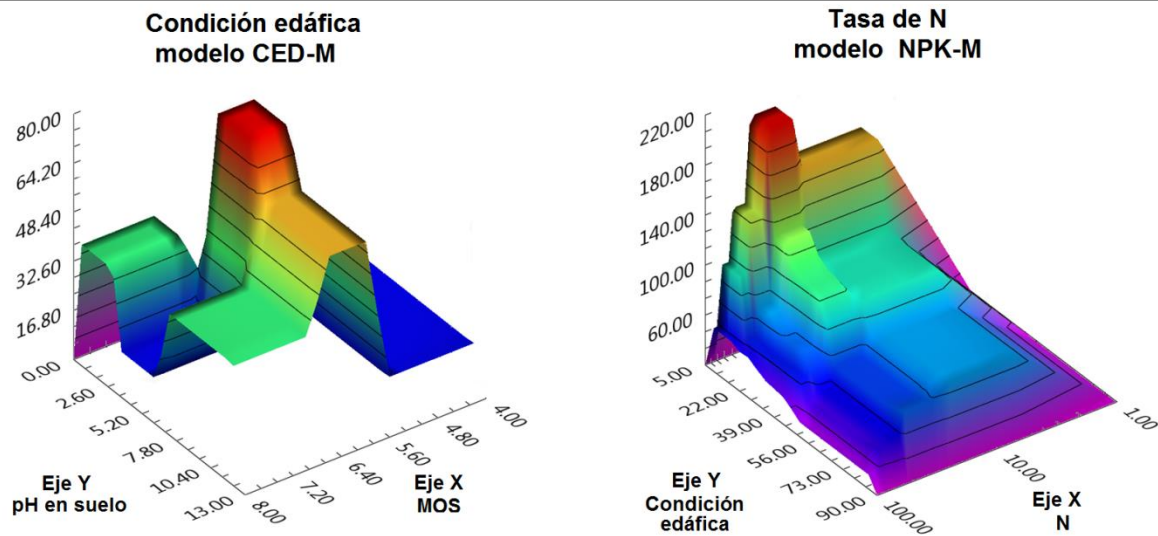 Condición edáfica
modelo CED-M
80.00
64.20
48.40
32.60
16.80
0.00
2.60
5.20
7.80
10.40
13.00
8.00
7.20
6.40
5.60
4.80
4.00
Eje Y
pH en suelo
Eje X
MOS
Tasa de N
modelo NPK-M
220.00
180.00
140.00
100.00
60.00
5.00
22.00
39.00
56.00
73.00
90.00
100.00
10.00
1.00
Eje Y
Condición
edáfica
Eje X
N